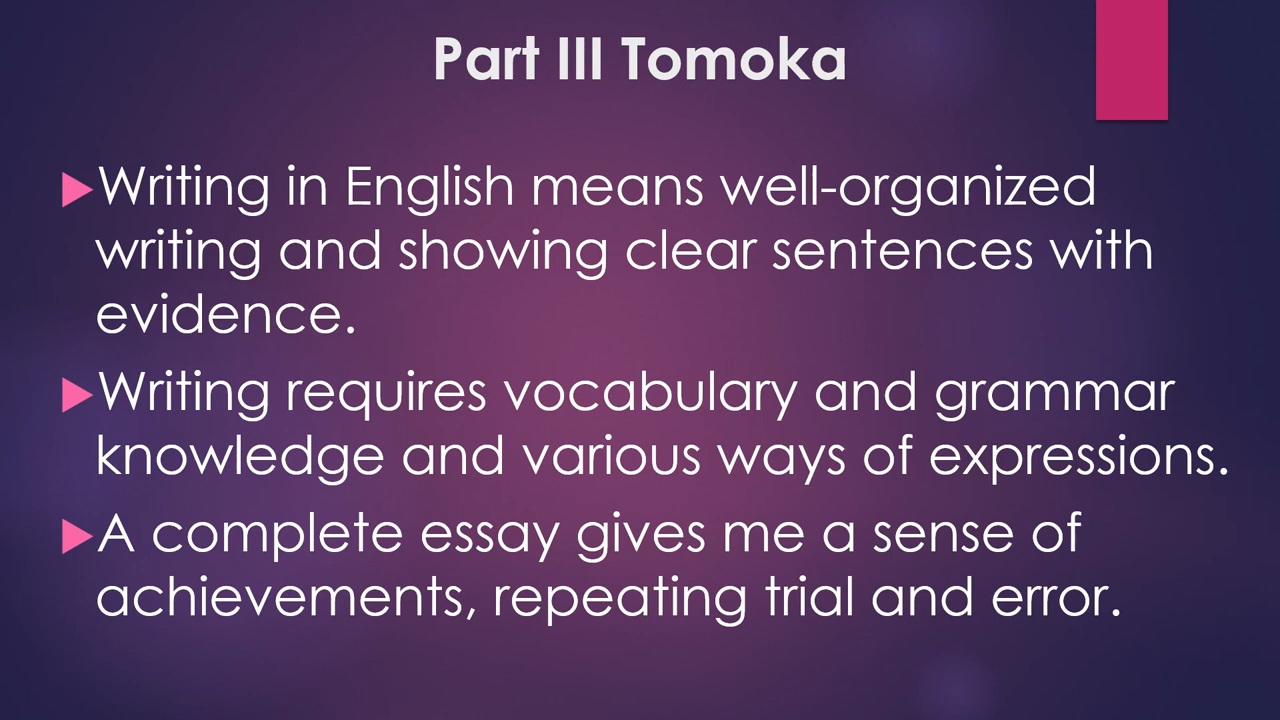 Part III Tomoka
Writing in English means well-organized
writing and showing clear sentences with
evidence.
Writing requires vocabulary and grammar
knowledge and various ways of expressions.
A complete essay gives me a sense of
achievements, repeating trial and error.